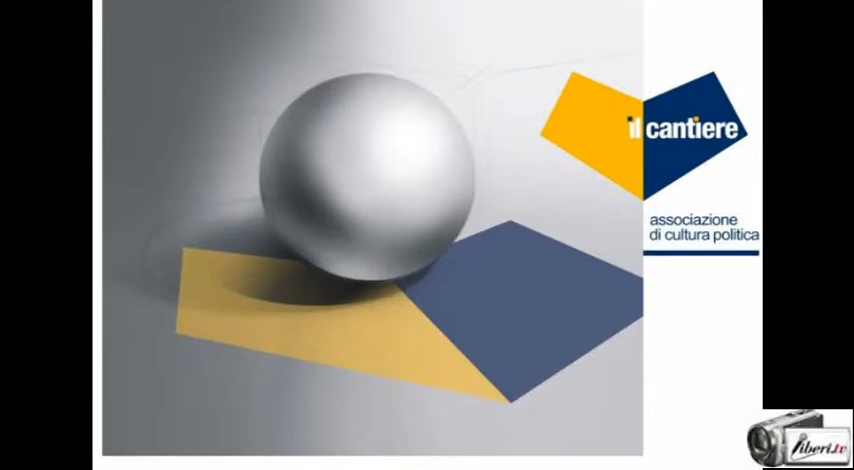 il cantiere
associazione
di cultura politica
liberi.tv